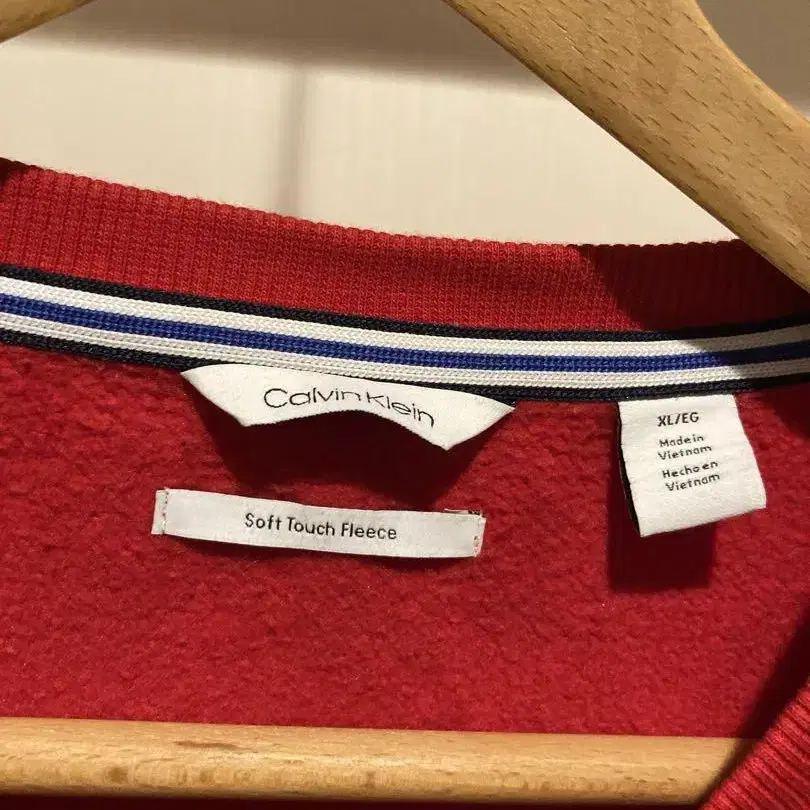 Calvin Klein
XL/EG
Made in
Vietnam
Hecho en
Vietnam
Soft Touch Fleece